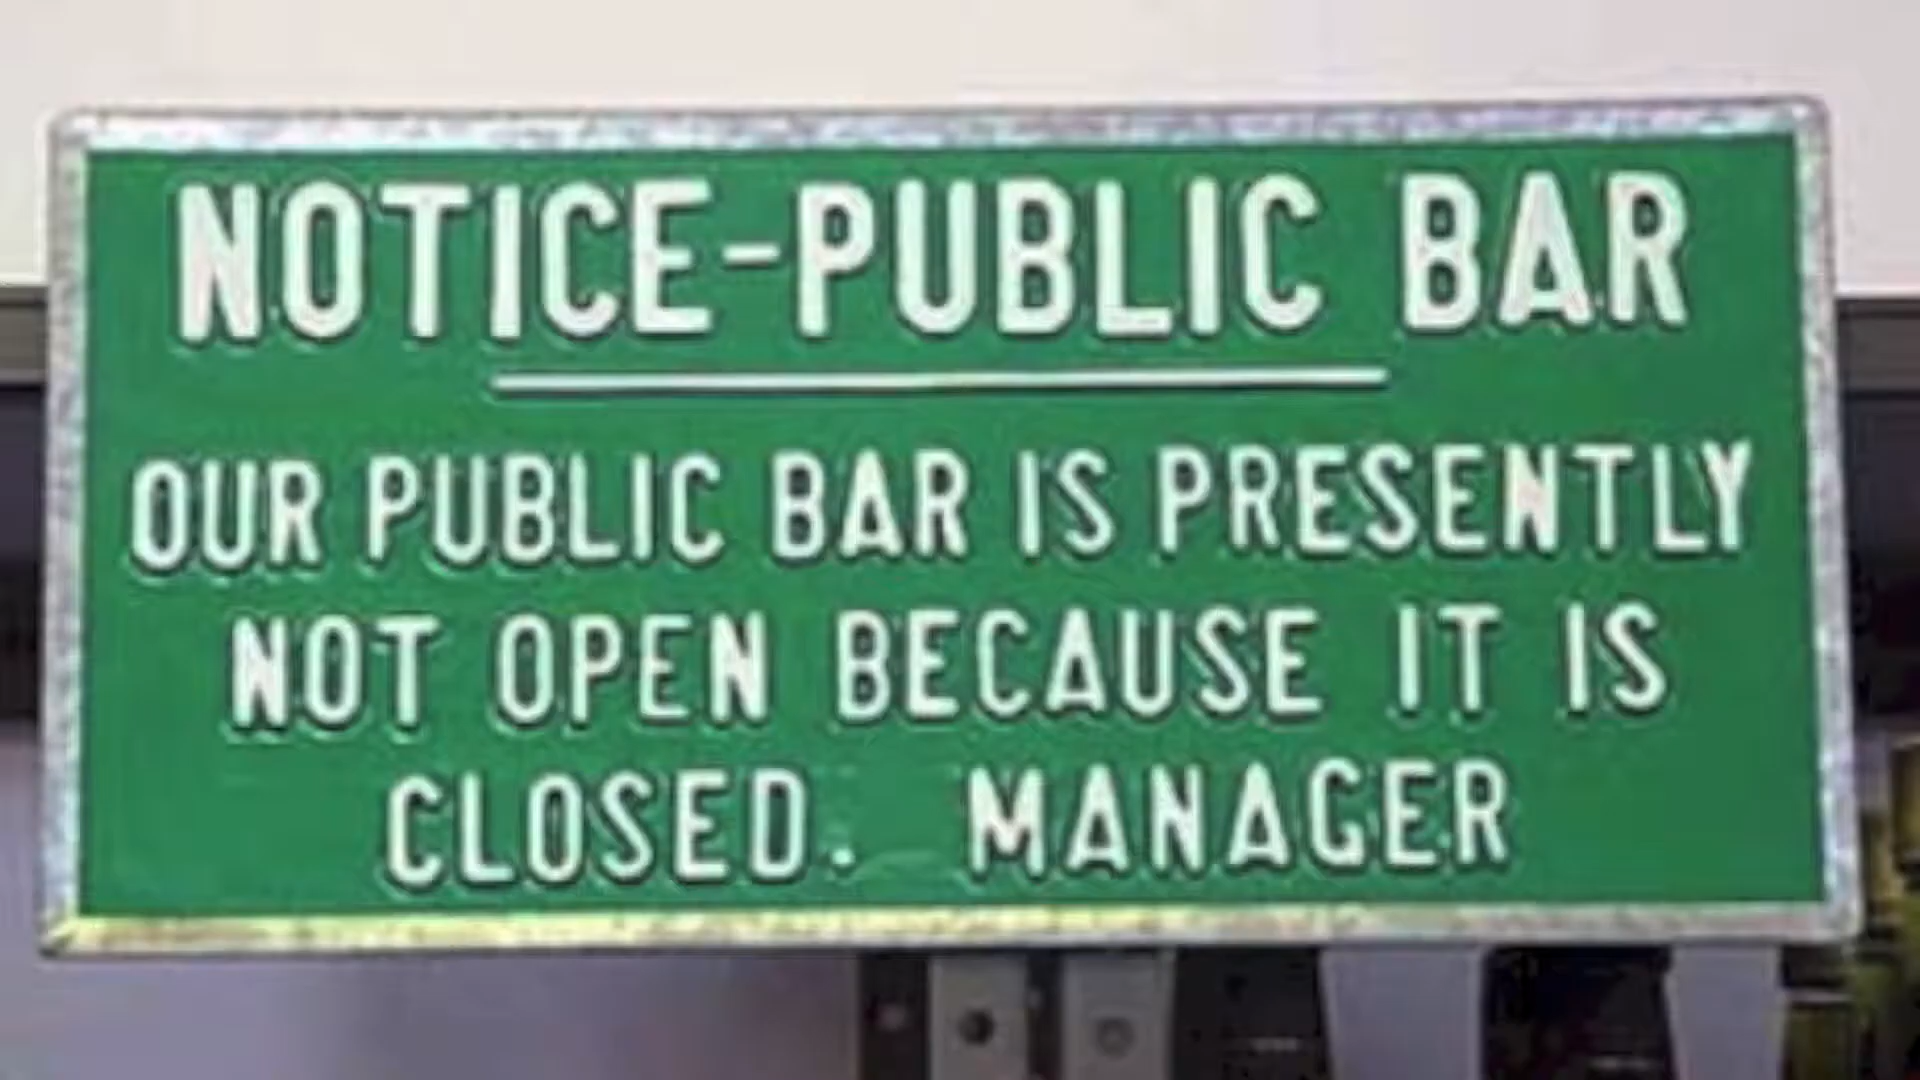 NOTICE-PUBLIC BAR
OUR PUBLIC BAR IS PRESENTLY
NOT OPEN BECAUSE IT IS
CLOSED. MANAGER